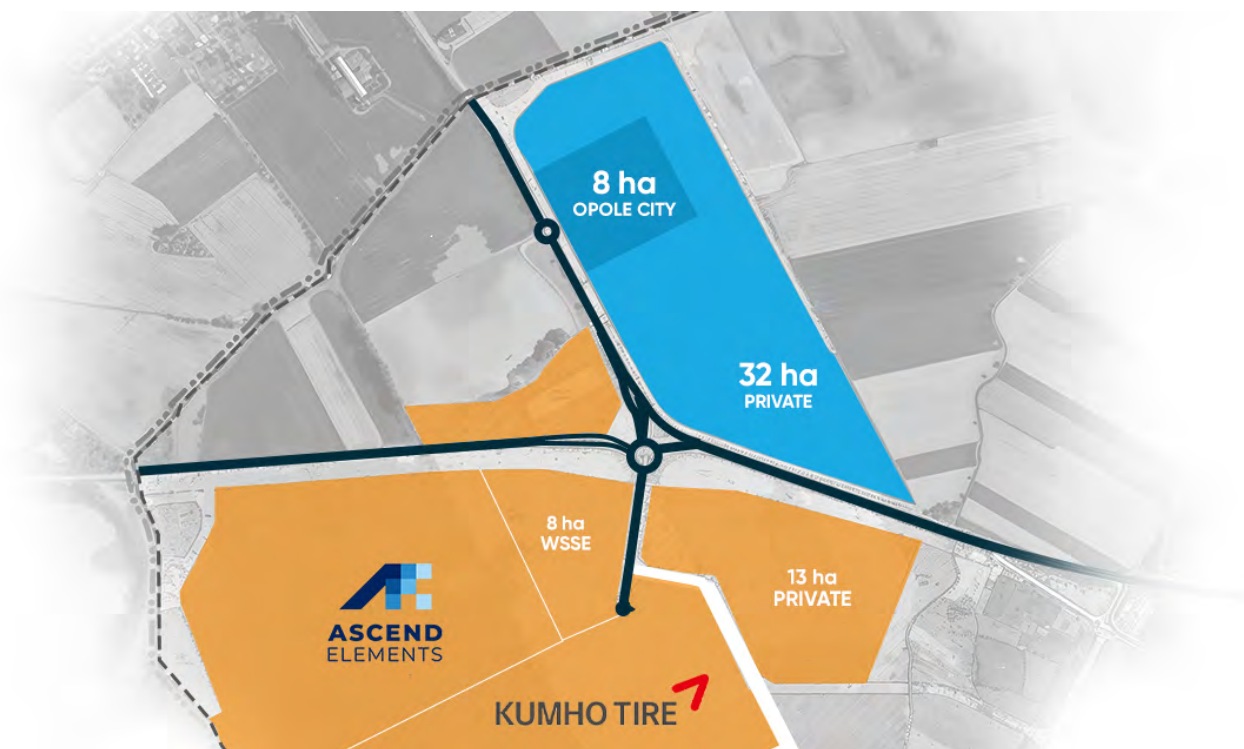 8 ha
OPOLE CITY
32 ha
PRIVATE
8 ha
WSSE
13 ha
PRIVATE
ASCEND
ELEMENTS
KUMHO TIRE